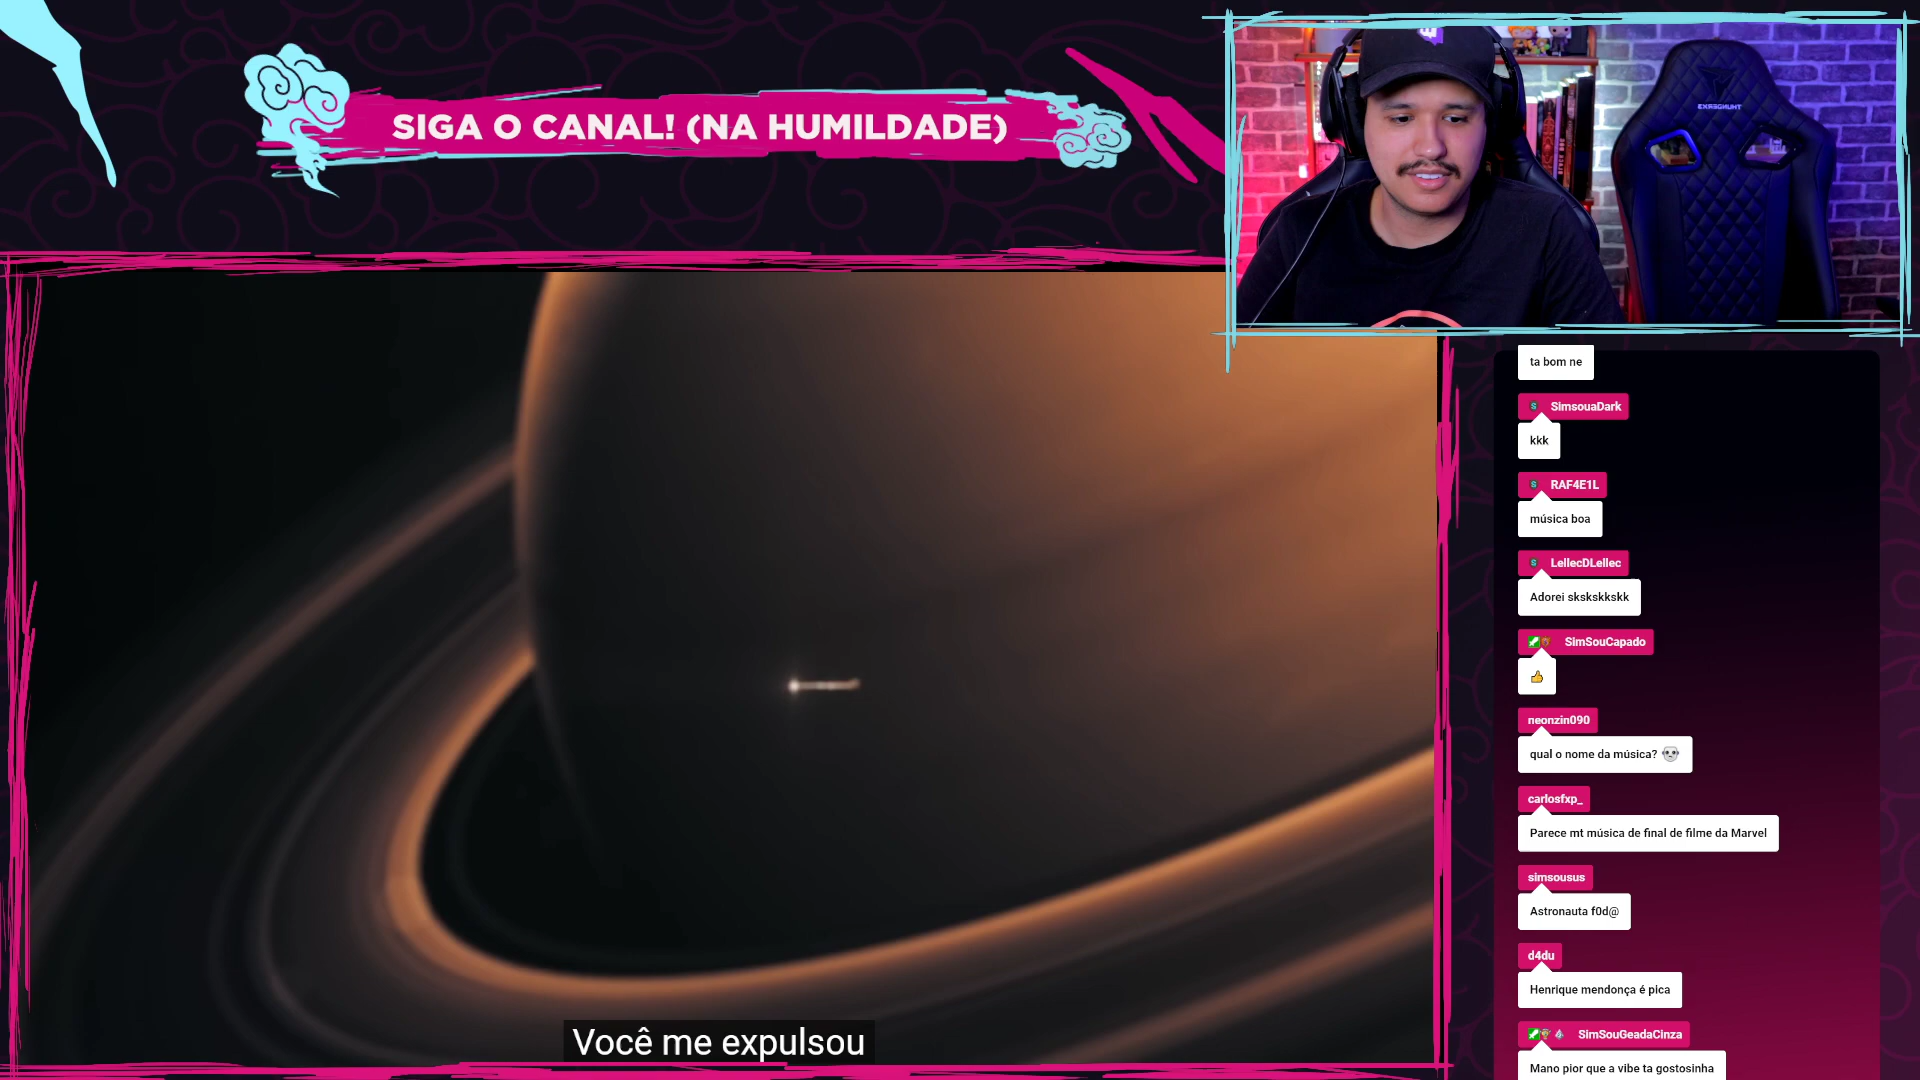 SIGA O CANAL! (NA HUMILDADE)
THUNDERX3
ta bom ne
SimsouaDark
kkk
RAF4E1L
música boa
LellecDLellec
Adorei skskskkskk
SimSouCapado
neonzin090
qual o nome da música?
carlosfxp_
Parece mt música de final de filme da Marvel
simsousus
Astronauta f0d@
d4du
Henrique mendonça é pica
SimSouGeadaCinza
Mano pior que a vibe ta gostosinha
Você me expulsou